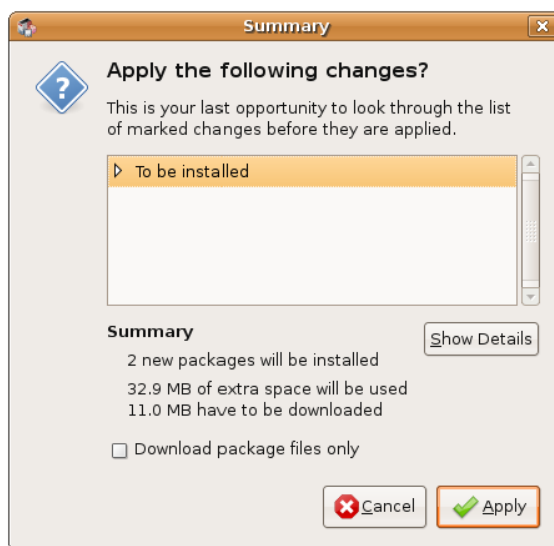 Summary
Apply the following changes?
This is your last opportunity to look through the list
of marked changes before they are applied.
To be installed
Summary
Show Details
2 new packages will be installed
32.9 MB of extra space will be used
11.0 MB have to be downloaded
Download package files only
Cancel
Apply